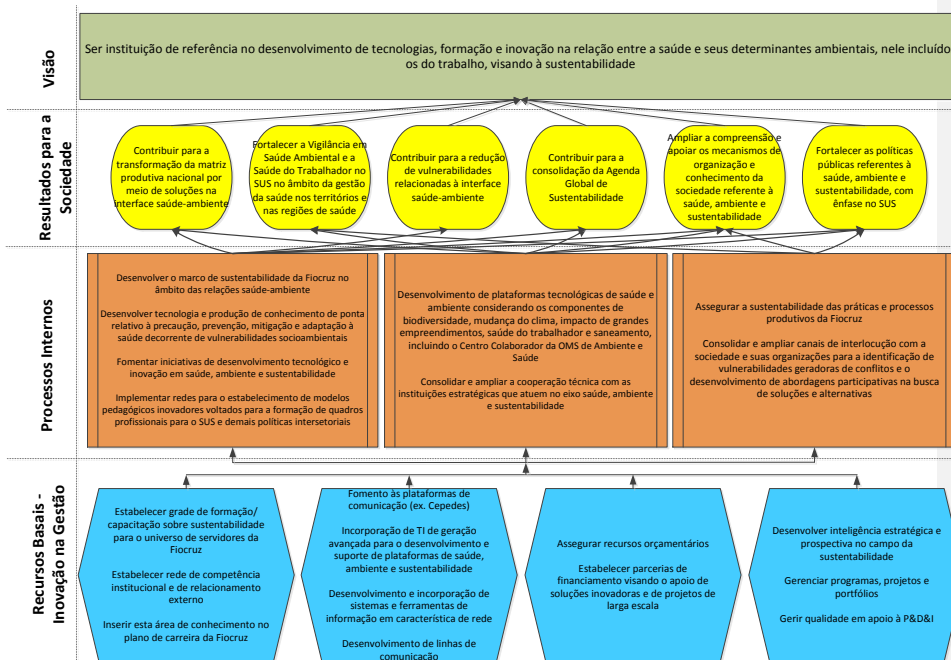 Visão
Ser instituição de referência no desenvolvimento de tecnologias, formação e inovação na relação entre a saúde e seus determinantes ambientais, nele incluído
os do trabalho, visando à sustentabilidade
Resultados para a
Sociedade
Contribuir para a
transformação da matriz
produtiva nacional por
meio de soluções na
interface saúde-ambiente
Fortalecer a Vigilância em
Saúde Ambiental e a
Saúde do Trabalhador no
SUS no âmbito da gestão
da saúde nos territórios e
nas regiões de saúde
Contribuir para a redução
de vulnerabilidades
relacionadas à interface
saúde-ambiente
Contribuir para a
consolidação da Agenda
Global de
Sustentabilidade
Ampliar a compreensão e
apoiar os mecanismos de
organização e
conhecimento da
sociedade referente à
saúde, ambiente e
sustentabilidade
Fortalecer as políticas
públicas referentes à
saúde, ambiente e
sustentabilidade, com
ênfase no SUS
Processos Internos
Desenvolver o marco de sustentabilidade da Fiocruz no
âmbito das relações saúde-ambiente
Desenvolver tecnologia e produção de conhecimento de ponta
relativo à precaução, prevenção, mitigação e adaptação à
saúde decorrente de vulnerabilidades socioambientais
Fomentar iniciativas de desenvolvimento tecnológico e
inovação em saúde, ambiente e sustentabilidade
Implementar redes para o estabelecimento de modelos
pedagógicos inovadores voltados para a formação de quadros
profissionais para o SUS e demais políticas intersetoriais
Desenvolvimento de plataformas tecnológicas de saúde e
ambiente considerando os componentes de
biodiversidade, mudança do clima, impacto de grandes
empreendimentos, saúde do trabalhador e saneamento,
incluindo o Centro Colaborador da OMS de Ambiente e
Saúde
Consolidar e ampliar a cooperação técnica com as
instituições estratégicas que atuem no eixo saúde, ambiente
e sustentabilidade
Assegurar a sustentabilidade das práticas e processos
produtivos da Fiocruz
Consolidar e ampliar canais de interlocução com a
sociedade e suas organizações para a identificação de
vulnerabilidades geradoras de conflitos e o
desenvolvimento de abordagens participativas na busca
de soluções e alternativas
Recursos Basais -
Inovação na Gestão
Estabelecer grade de formação/
capacitação sobre sustentabilidade
para o universo de servidores da
Fiocruz
Estabelecer rede de competência
institucional e de relacionamento
externo
Inserir esta área de conhecimento no
plano de carreira da Fiocruz
Fomento às plataformas de
comunicação (ex. Cepedes)
Incorporação de TI de geração
avançada para o desenvolvimento e
suporte de plataformas de saúde,
ambiente e sustentabilidade
Desenvolvimento e incorporação de
sistemas e ferramentas de
informação em característica de rede
Desenvolvimento de linhas de
comunicação
Assegurar recursos orçamentários
Estabelecer parcerias de
financiamento visando o apoio de
soluções inovadoras e de projetos de
larga escala
Desenvolver inteligência estratégica e
prospectiva no campo da
sustentabilidade
Gerenciar programas, projetos e
portfólios
Gerir qualidade em apoio à P&D&I